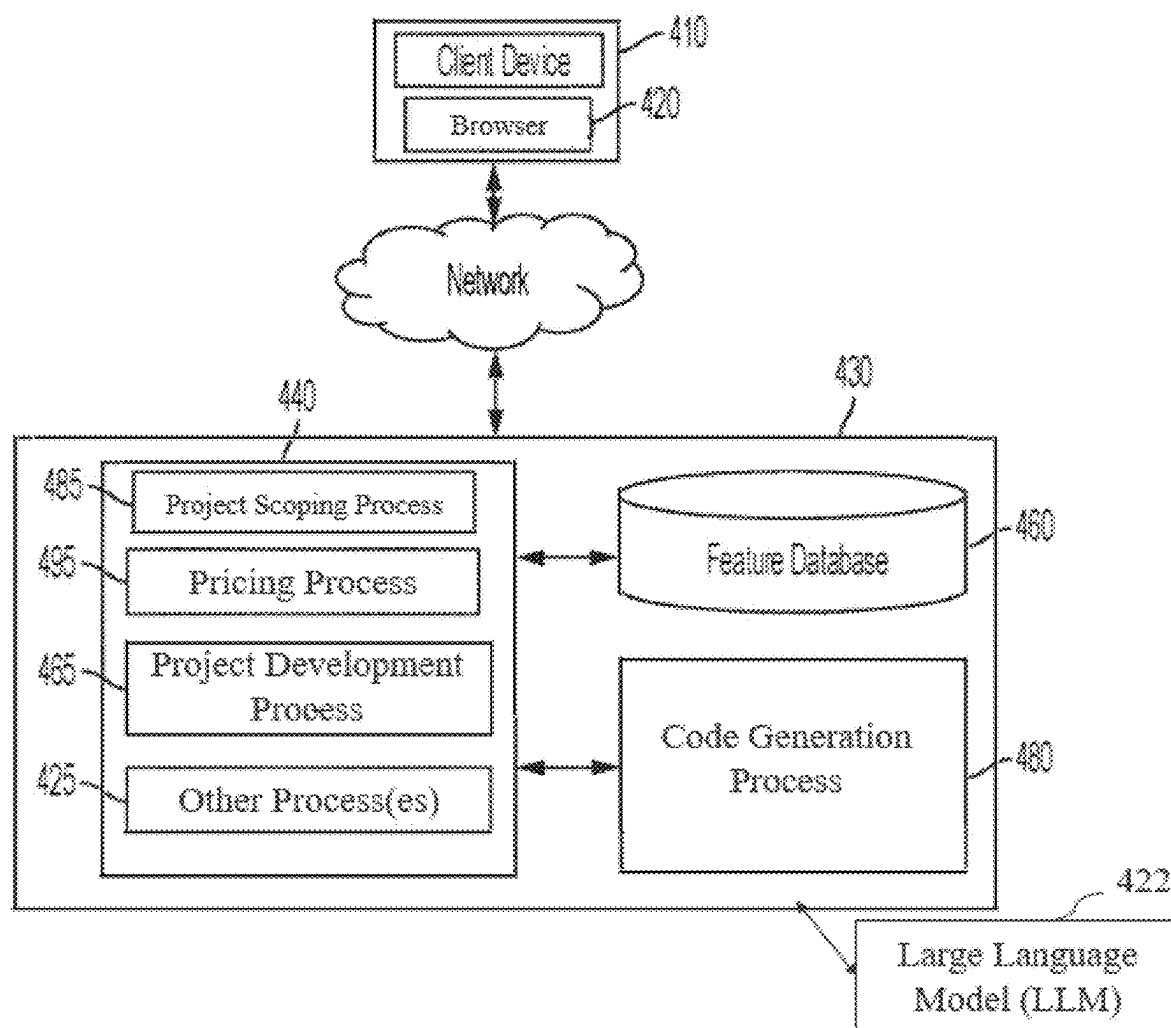 410
Client Device
420
Browser
Network
440
430
485
Project Scoping Process
495
Pricing Process
460
Feature Database
465
Project Development
Process
Code Generation
Process
480
425
Other Process(es)
422
Large Language
Model (LLM)